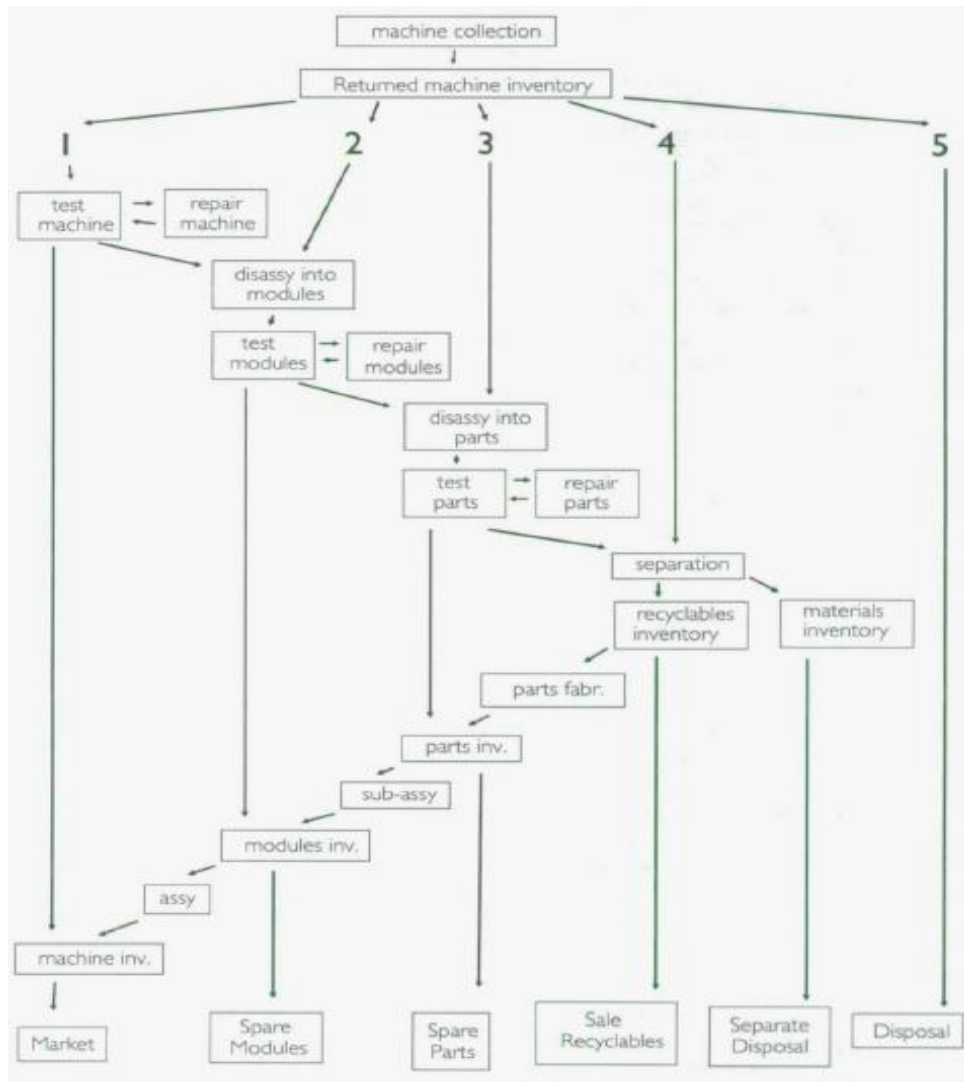 machine collection
Returned machine inventory
1
2
3
4
5
test
machine
repair
machine
disassy into
modules
test
modules
repair
modules
disassy into
parts
test
parts
repair
parts
separation
recyclables
inventory
materials
inventory
parts fabr.
parts inv.
sub-assy
modules inv.
assy
machine inv.
Market
Spare
Modules
Spare
Parts
Sale
Recyclables
Separate
Disposal
Disposal